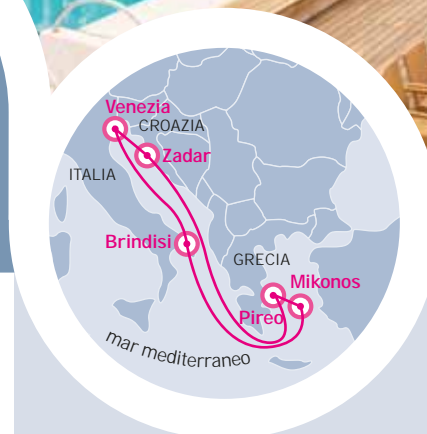 Venezia
CROAZIA
Zadar
ITALIA
Brindisi
GRECIA
Mikonos
Pireo
mar mediterraneo